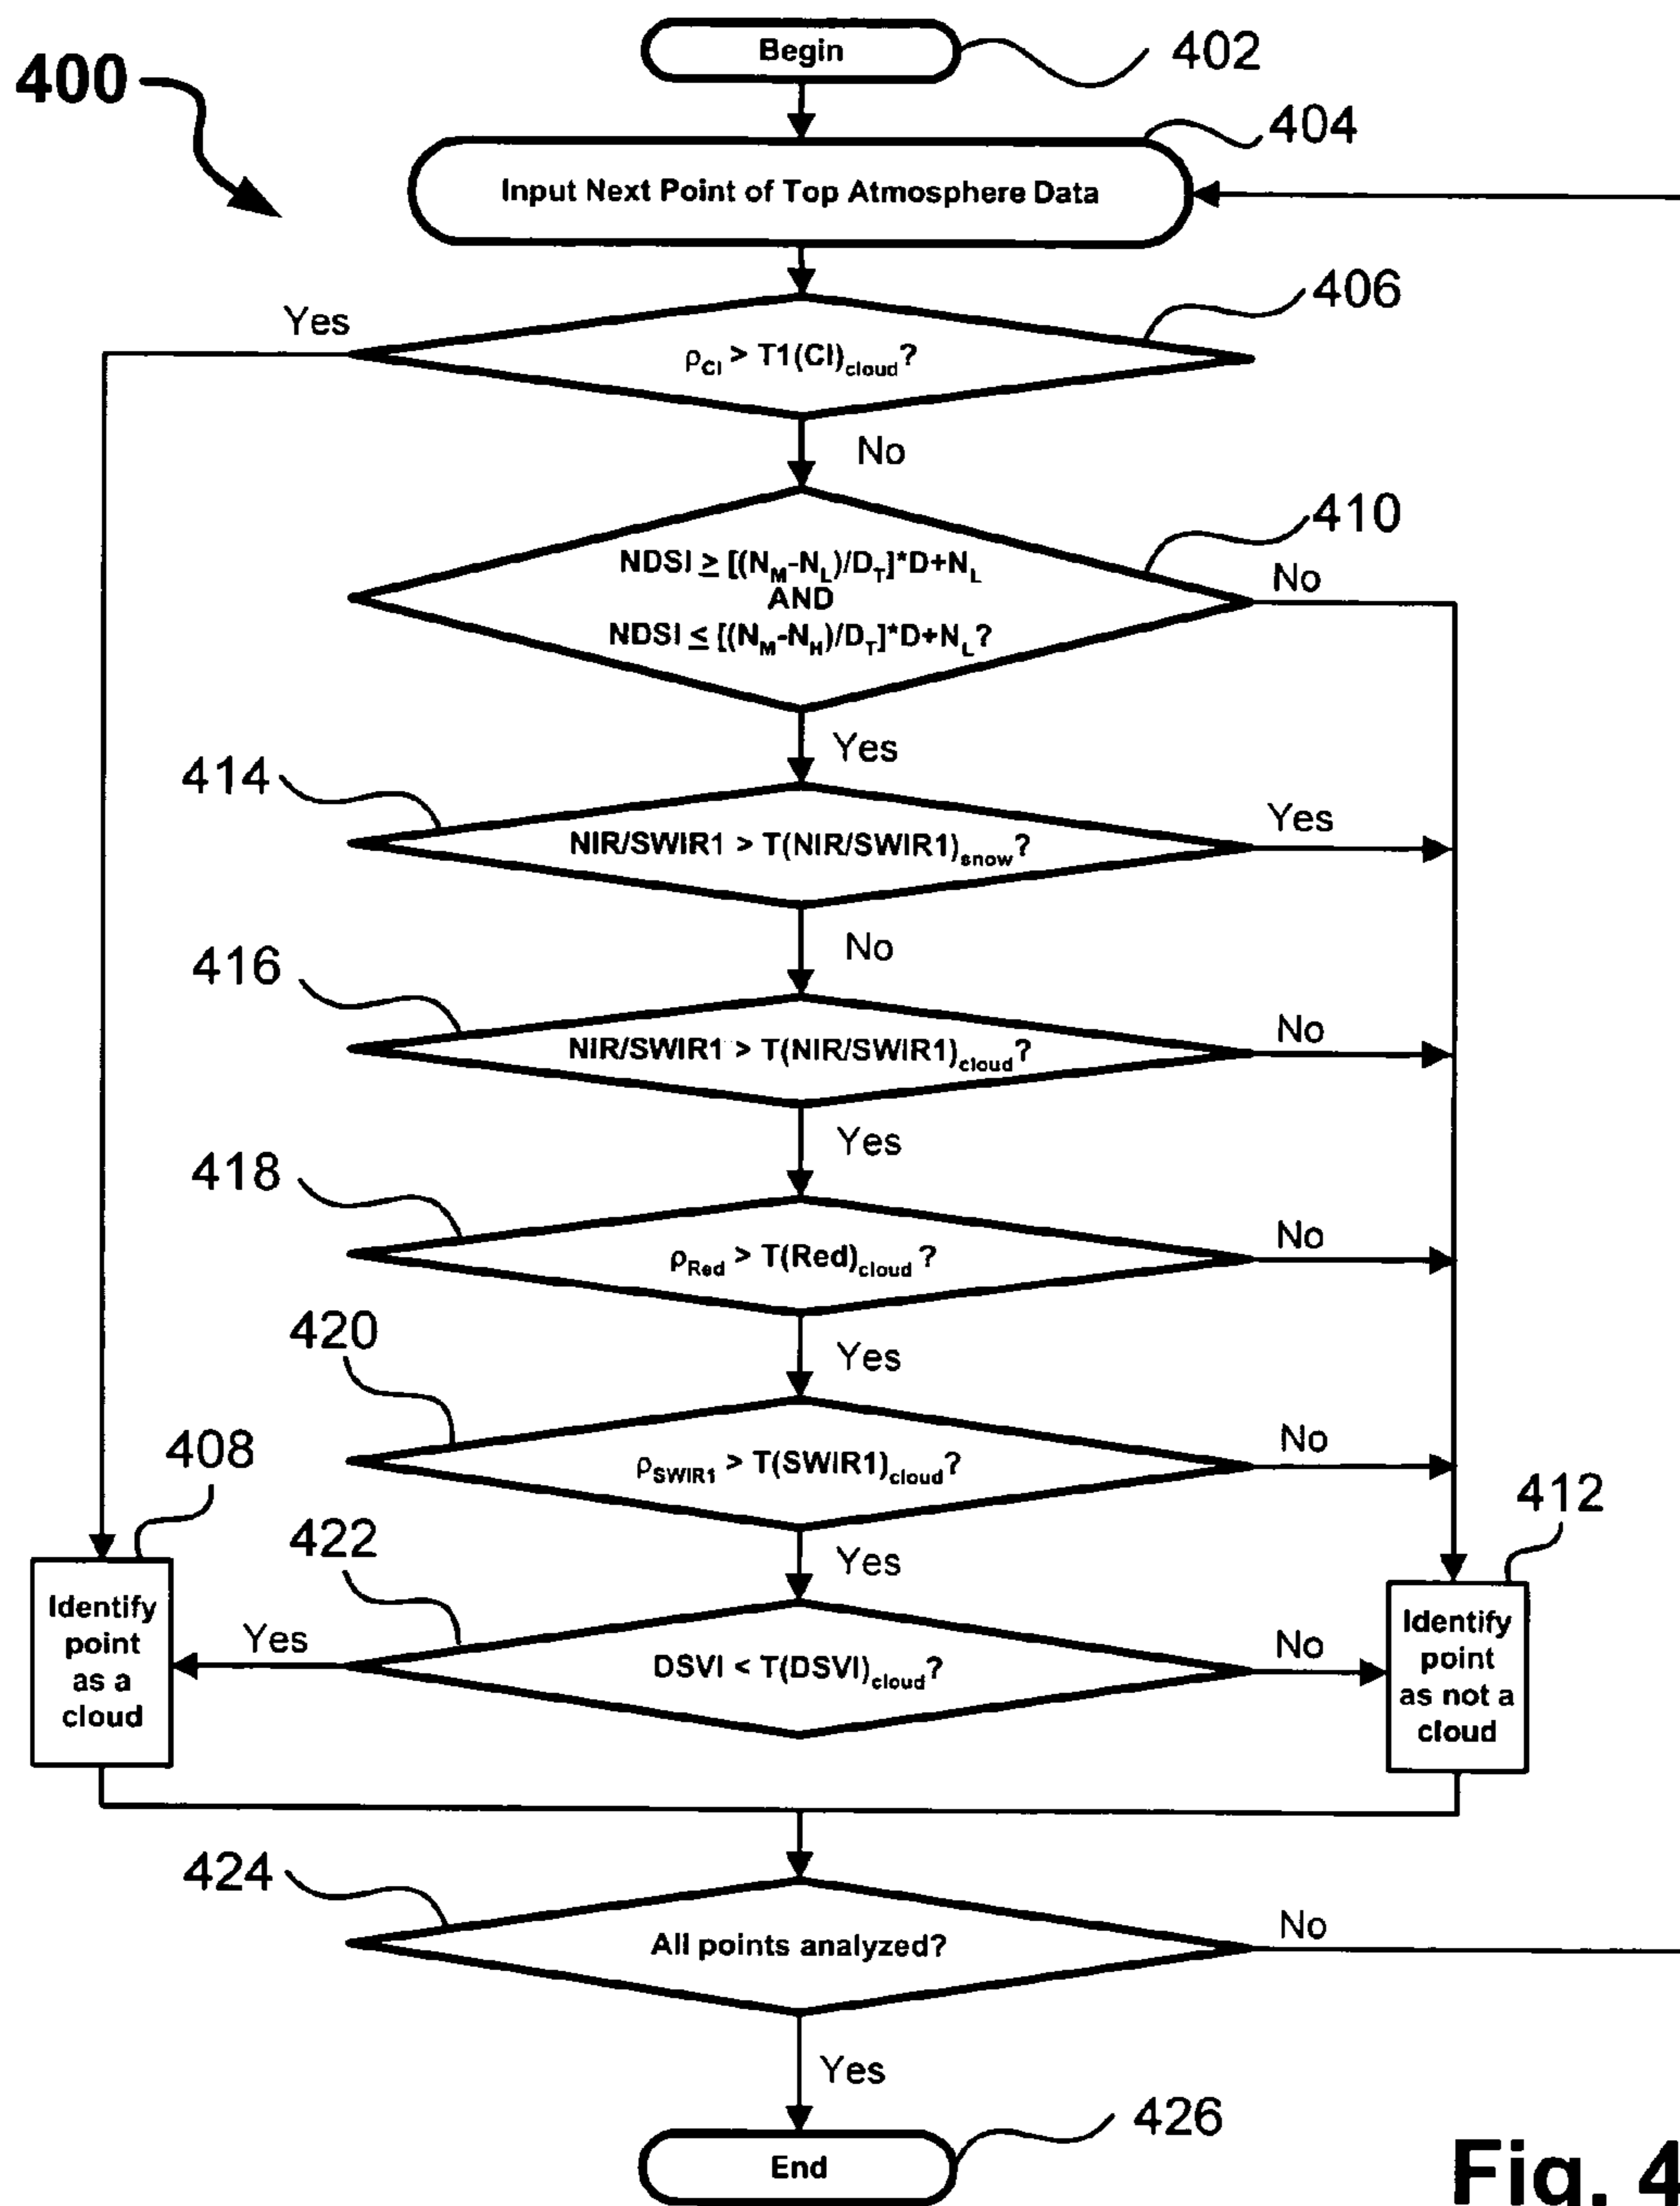 Begin
402
400
404
Input Next Point of Top Atmosphere Data
406
Yes
ρCI > T1(CI)cloud?
No
410
NDSI ≥ [(NM-NL)/DT]*D+NL
AND
NDSI ≤ [(NM-NH)/DT]*D+NL?
No
Yes
414
NIR/SWIR1 > T(NIR/SWIR1)snow?
Yes
No
416
NIR/SWIR1 > T(NIR/SWIR1)cloud?
No
Yes
418
ρRed > T(Red)cloud?
No
Yes
420
ρSWIR1 > T(SWIR1)cloud?
No
408
412
Yes
422
Identify
point
as a
cloud
Yes
DSVI < T(DSVI)cloud?
No
Identify
point
as not a
cloud
424
All points analyzed?
No
Yes
426
End
Fig. 4